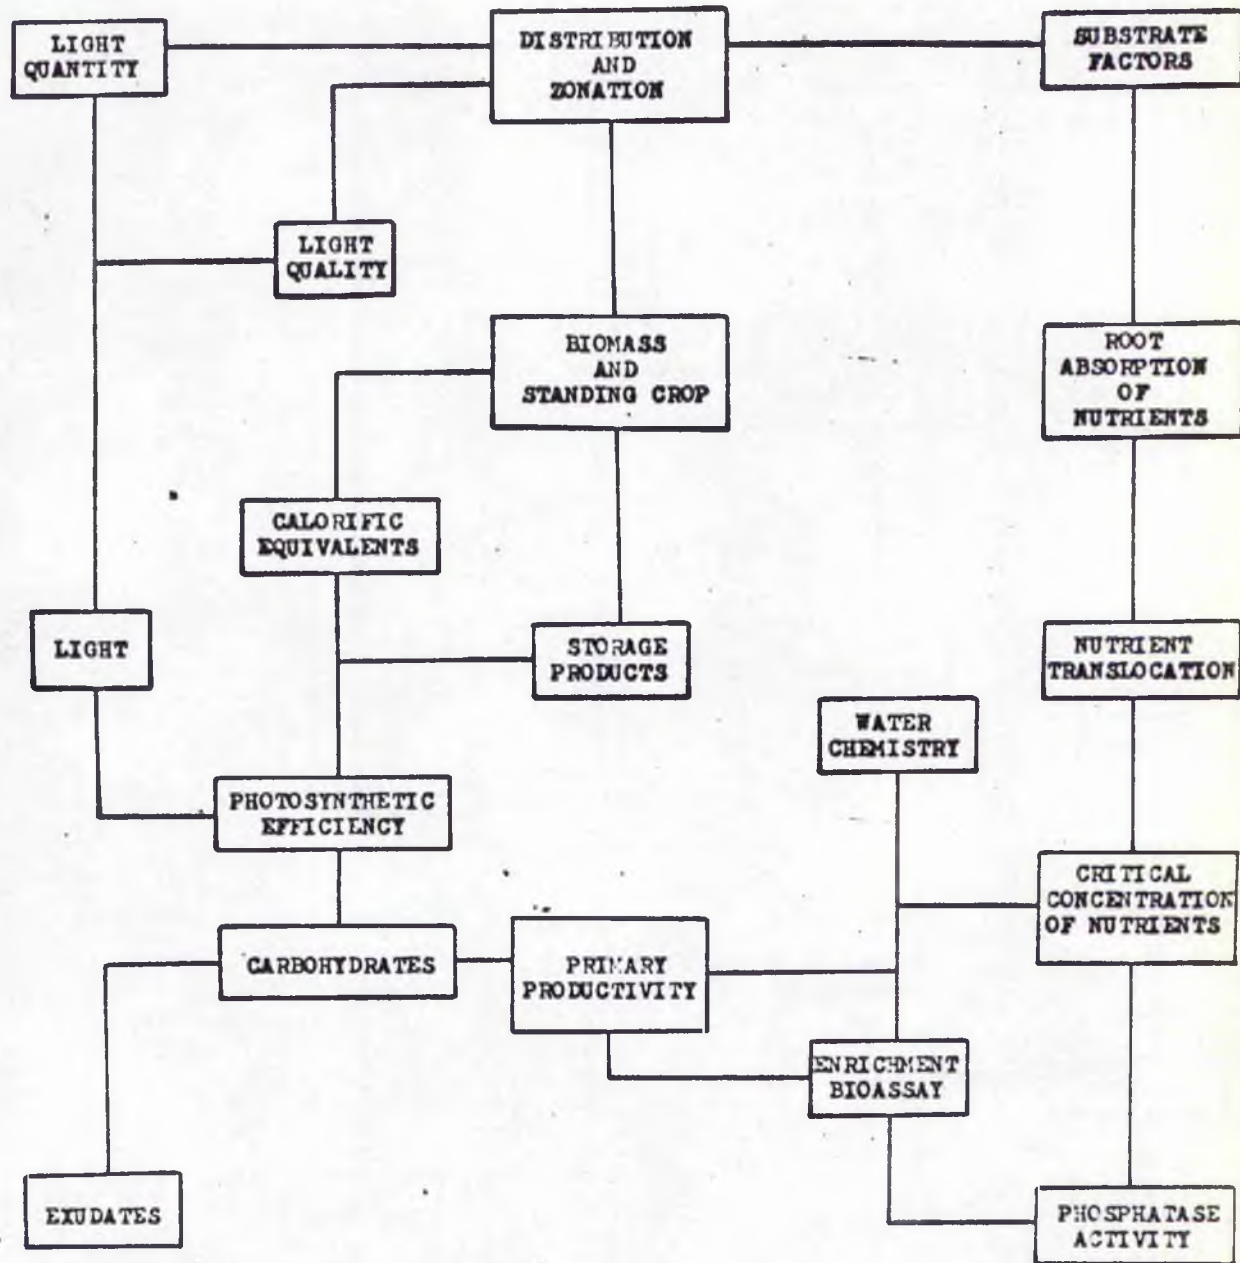 LIGHT
QUANTITY
DISTRIBUTION
AND
ZONATION
SUBSTRATE
FACTORS
LIGHT
QUALITY
BIOMASS
AND
STANDING CROP
ROOT
ABSORPTION
OF
NUTRIENTS
CALORIFIC
EQUIVALENTS
LIGHT
STORAGE
PRODUCTS
NUTRIENT
TRANSLOCATION
WATER
CHEMISTRY
PHOTOSYNTHETIC
EFFICIENCY
CRITICAL
CONCENTRATION
OF NUTRIENTS
CARBOHYDRATES
PRIMARY
PRODUCTIVITY
ENRICHMENT
BIOASSAY
EXUDATES
PHOSPHATASE
ACTIVITY